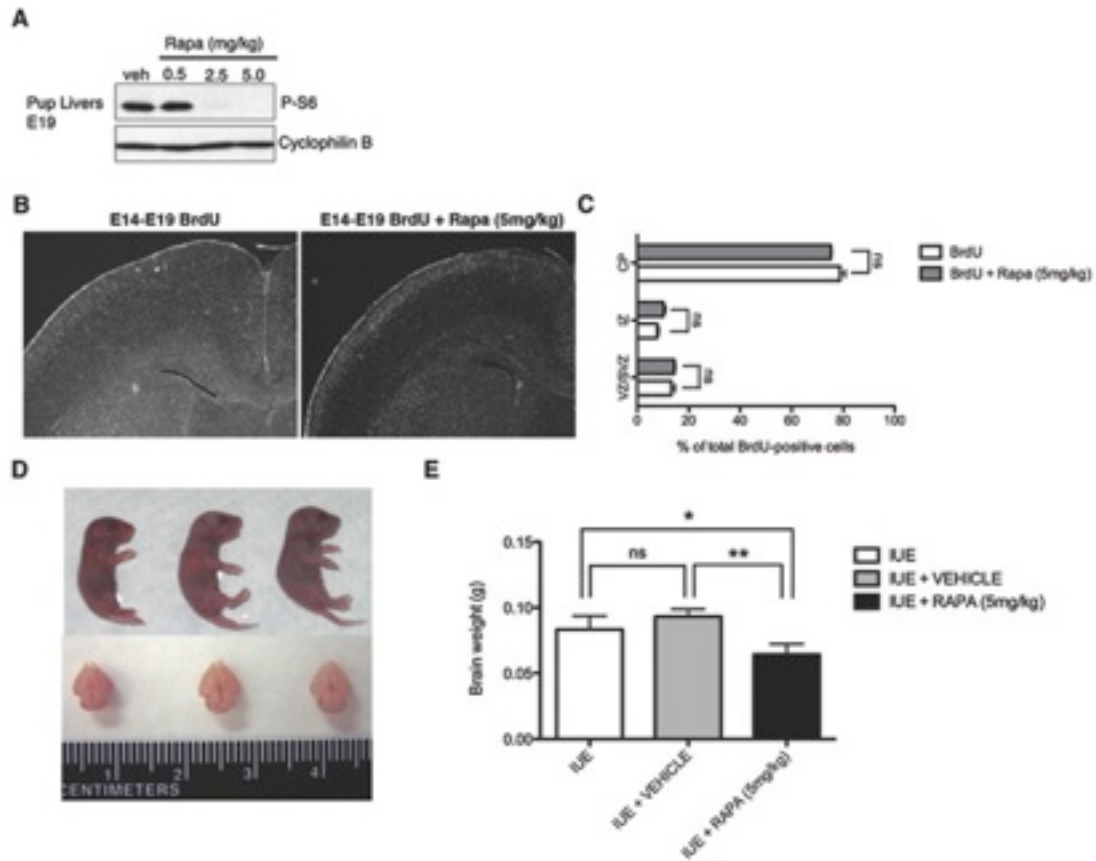 A
Rapa (mg/kg)
veh 0.5 2.5 5.0
Pup Livers
E19
P-S6
Cyclophilin B
B
E14-E19 BrdU
E14-E19 BrdU + Rapa (5mg/kg)
C
CP
ns
IZ
ns
VZ/SVZ
ns
0 20 40 60 80 100
% of total BrdU-positive cells
BrdU
BrdU + Rapa (5mg/kg)
D
1 2 3 4
CENTIMETERS
E
*
ns
**
0.15
0.10
0.05
0.00
Brain weight (g)
IUE
IUE + VEHICLE
IUE + RAPA (5mg/kg)
IUE
IUE + VEHICLE
IUE + RAPA (5mg/kg)